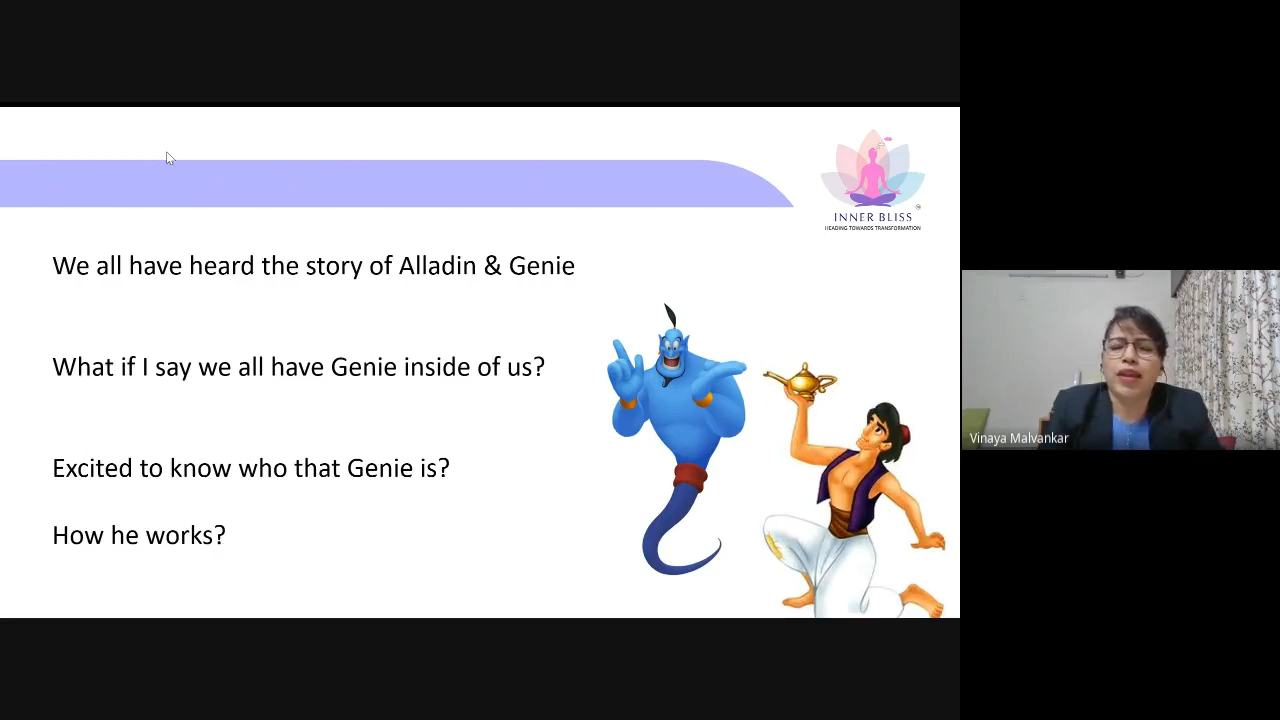 INNER BLISS
HEADING TOWARDS TRANSFORMATION
We all have heard the story of Alladin & Genie
What if I say we all have Genie inside of us?
Excited to know who that Genie is?
How he works?
Vinaya Malvankar